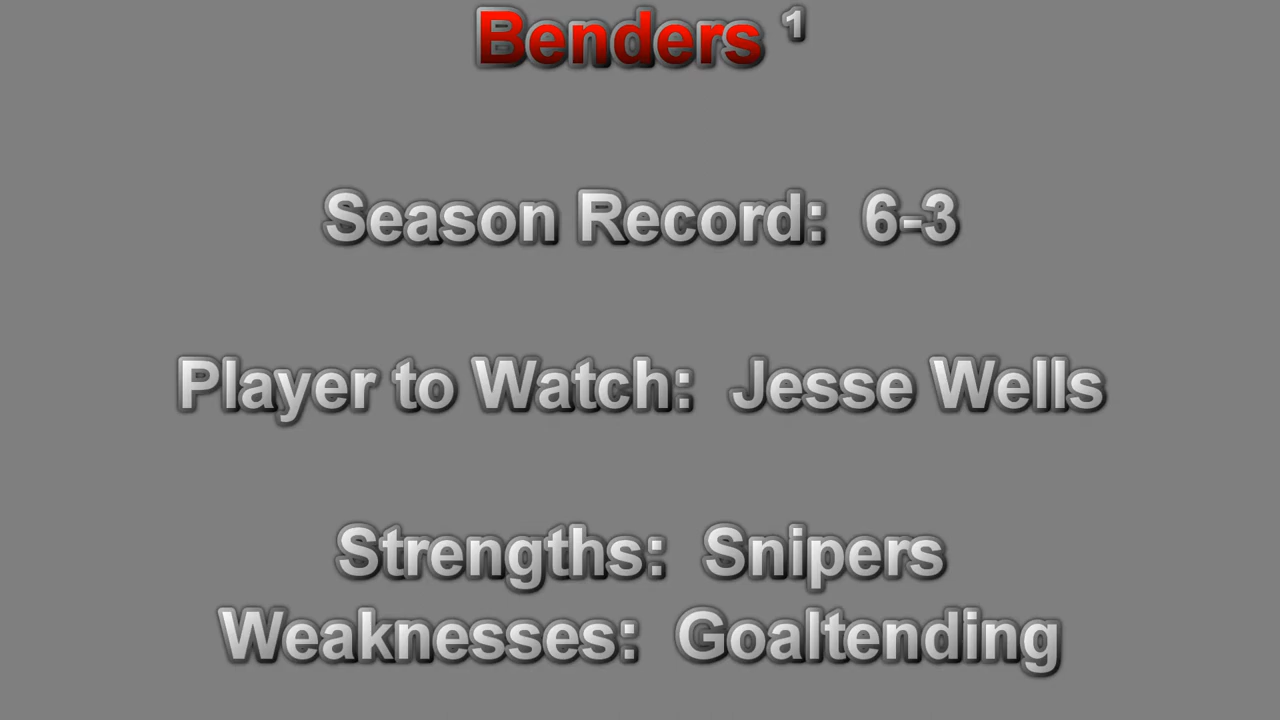 Benders ¹
Season Record: 6-3
Player to Watch: Jesse Wells
Strengths: Snipers
Weaknesses: Goaltending